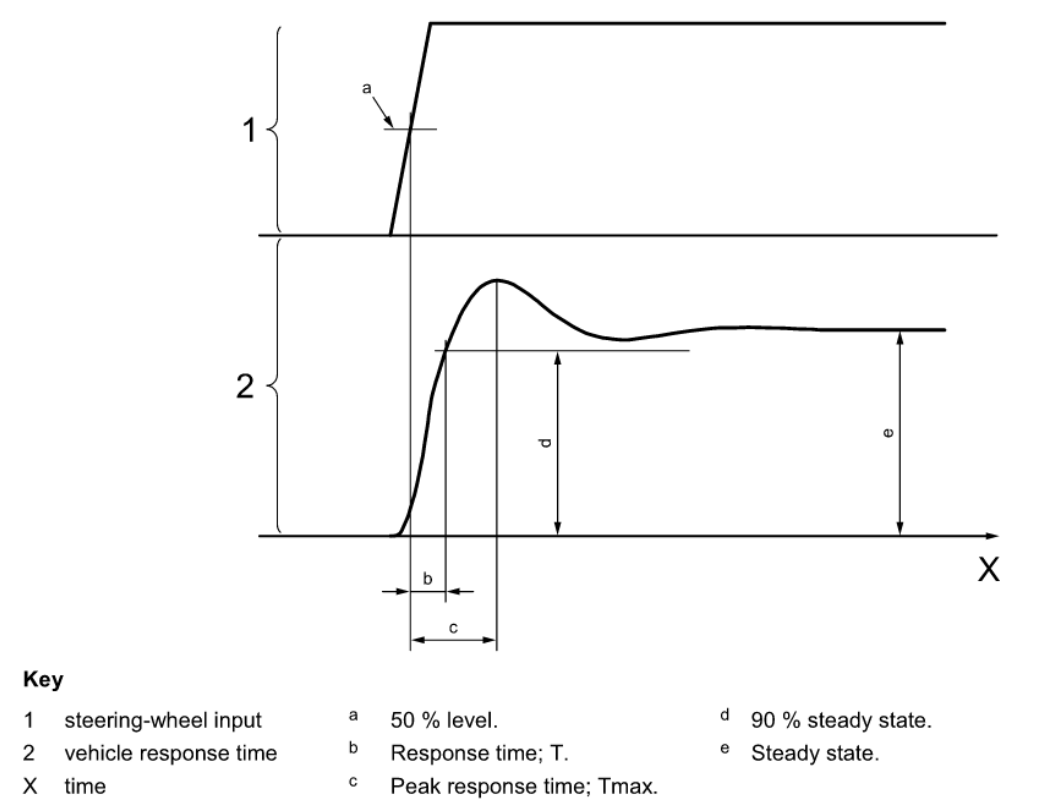 a
1
2
d
e
X
b
c
Key
1 steering-wheel input a 50 % level. d 90 % steady state.
2 vehicle response time b Response time; T. e Steady state.
X time c Peak response time; Tmax.